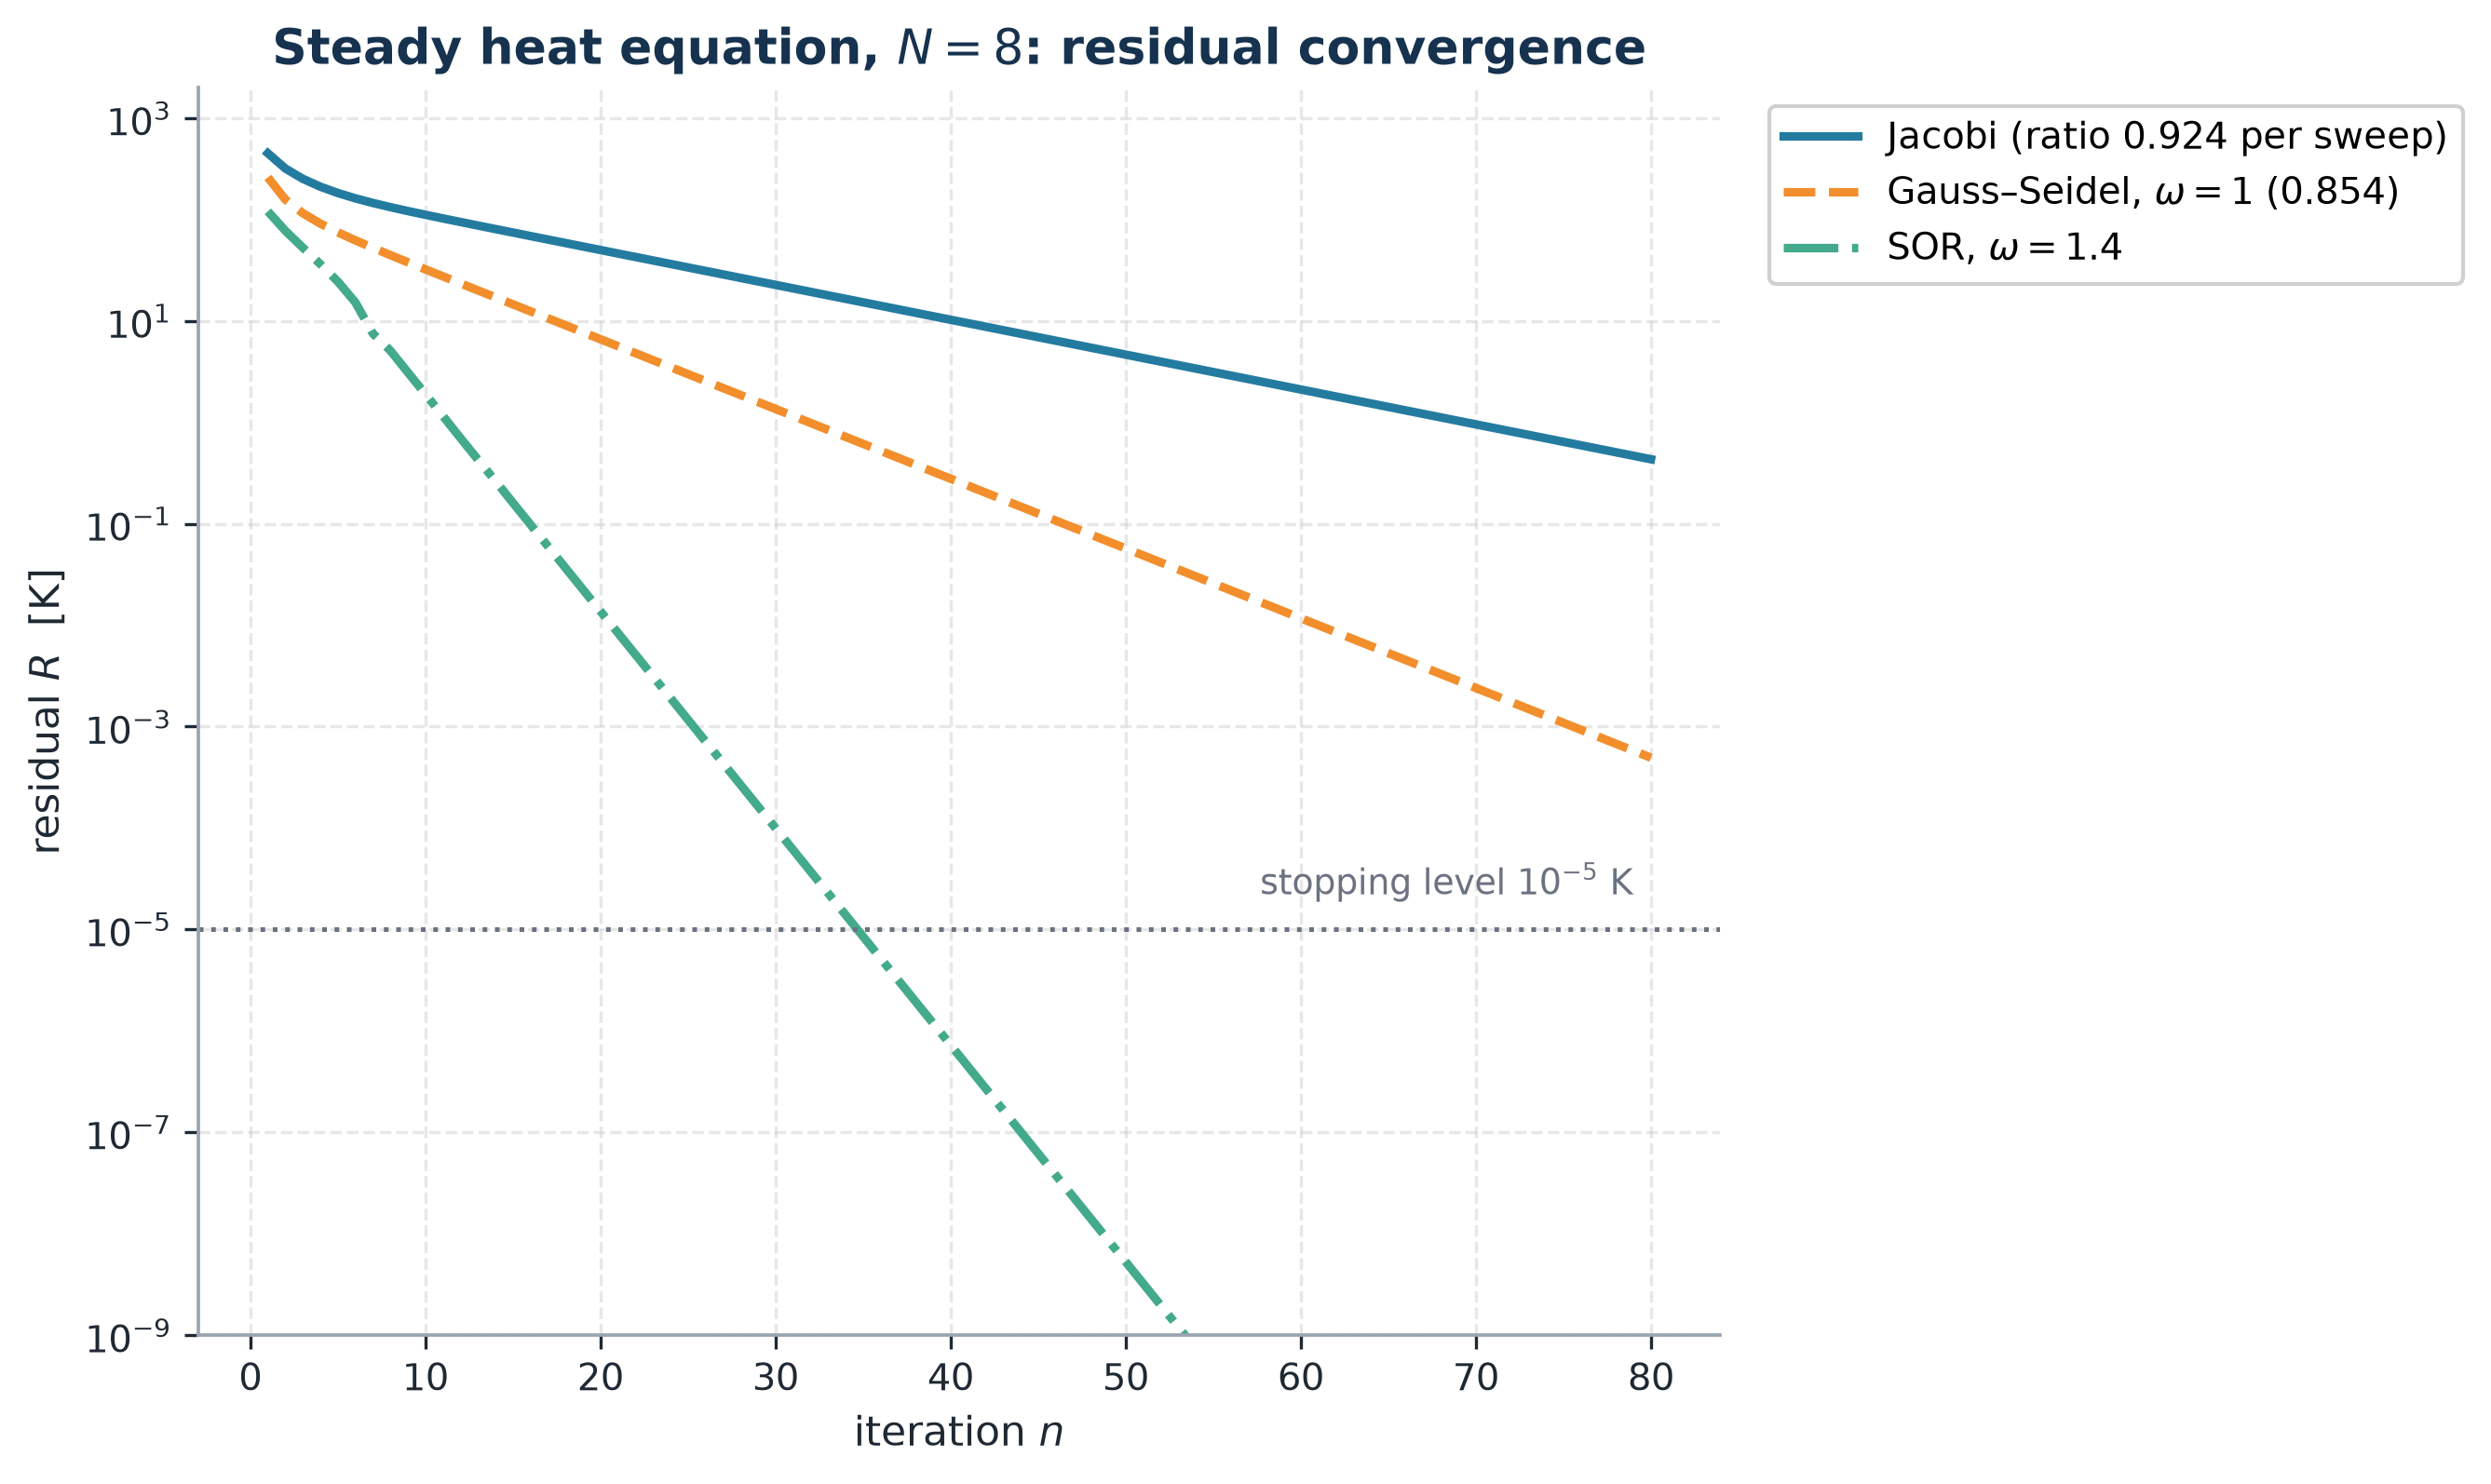 Steady heat equation, N = 8: residual convergence
10³
10¹
10⁻¹
10⁻³
10⁻⁵
10⁻⁷
10⁻⁹
residual R [K]
0 10 20 30 40 50 60 70 80
iteration n
stopping level 10⁻⁵ K
Jacobi (ratio 0.924 per sweep)
Gauss–Seidel, ω = 1 (0.854)
SOR, ω = 1.4